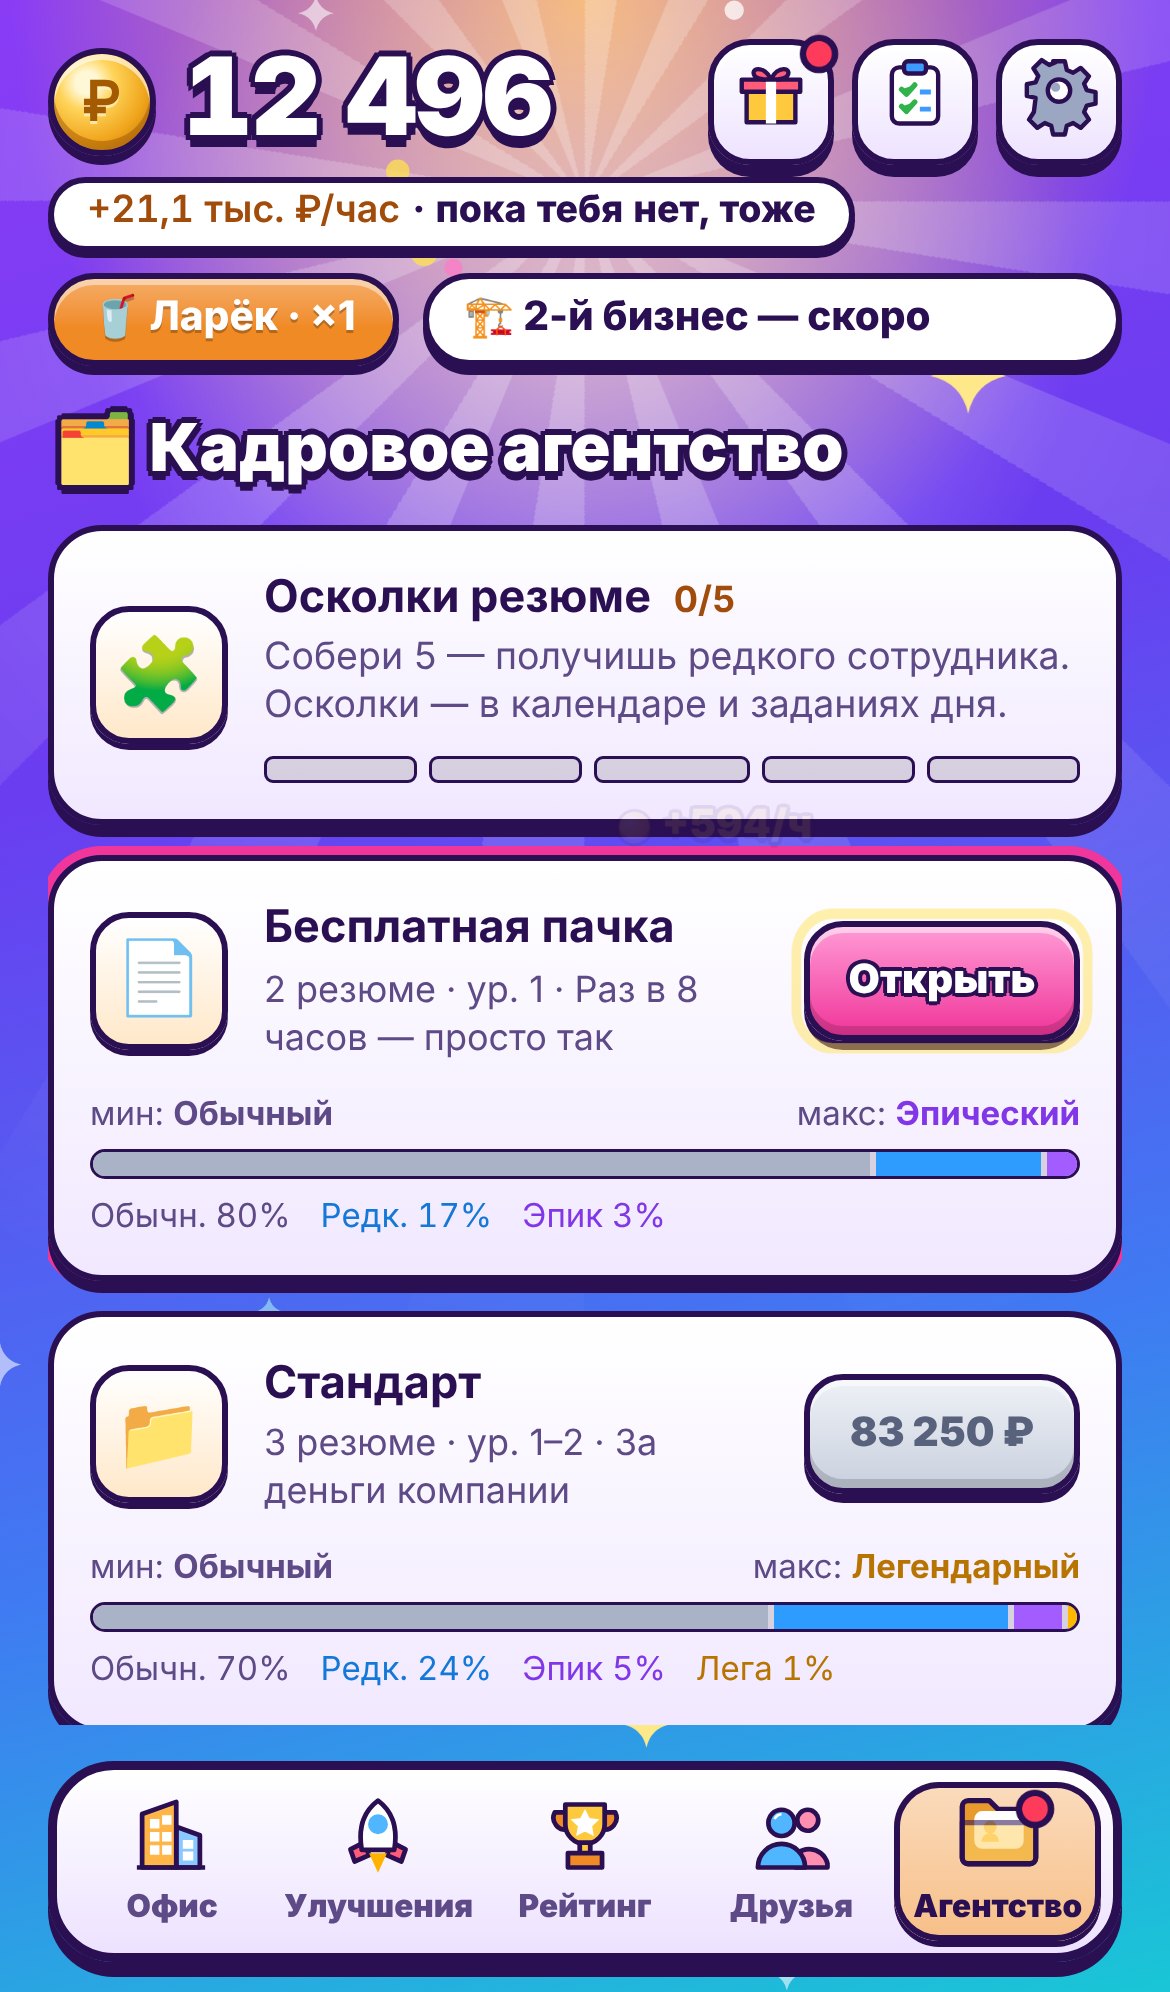 ₽ 12 496
+21,1 тыс. ₽/час · пока тебя нет, тоже
Ларёк · ×1
2-й бизнес — скоро
Кадровое агентство
Осколки резюме 0/5
Собери 5 — получишь редкого сотрудника.
Осколки — в календаре и заданиях дня.
+594/ч
Бесплатная пачка
2 резюме · ур. 1 · Раз в 8
часов — просто так
Открыть
мин: Обычный макс: Эпический
Обычн. 80% Редк. 17% Эпик 3%
Стандарт
3 резюме · ур. 1–2 · За
деньги компании
83 250 ₽
мин: Обычный макс: Легендарный
Обычн. 70% Редк. 24% Эпик 5% Лега 1%
Офис Улучшения Рейтинг Друзья Агентство